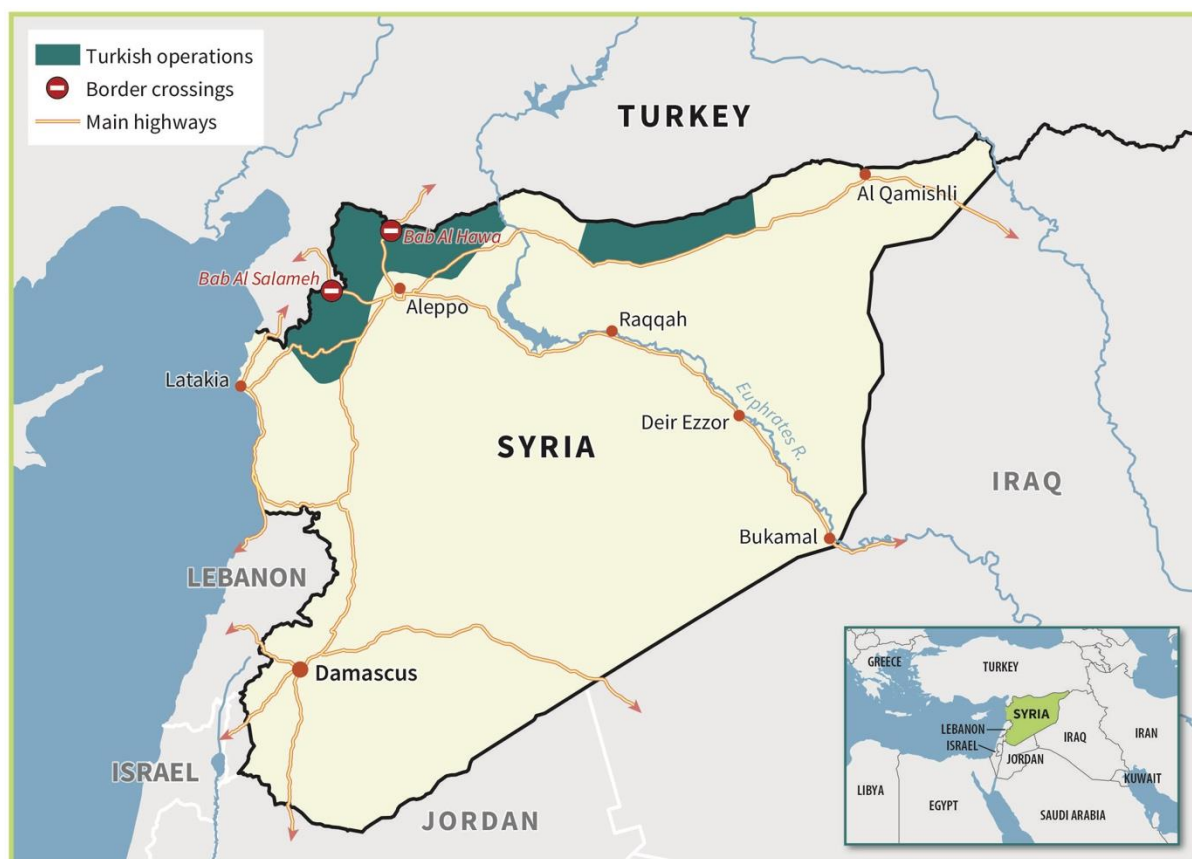 Turkish operations
Border crossings
Main highways
TURKEY
Al Qamishli
Bab Al Hawa
Bab Al Salameh
Aleppo
Raqqah
Latakia
Euphrates R.
Deir Ezzor
SYRIA
IRAQ
Bukamal
LEBANON
Damascus
ISRAEL
JORDAN
GREECE
TURKEY
SYRIA
LEBANON
ISRAEL
IRAQ
IRAN
JORDAN
KUWAIT
LIBYA
EGYPT
SAUDI ARABIA